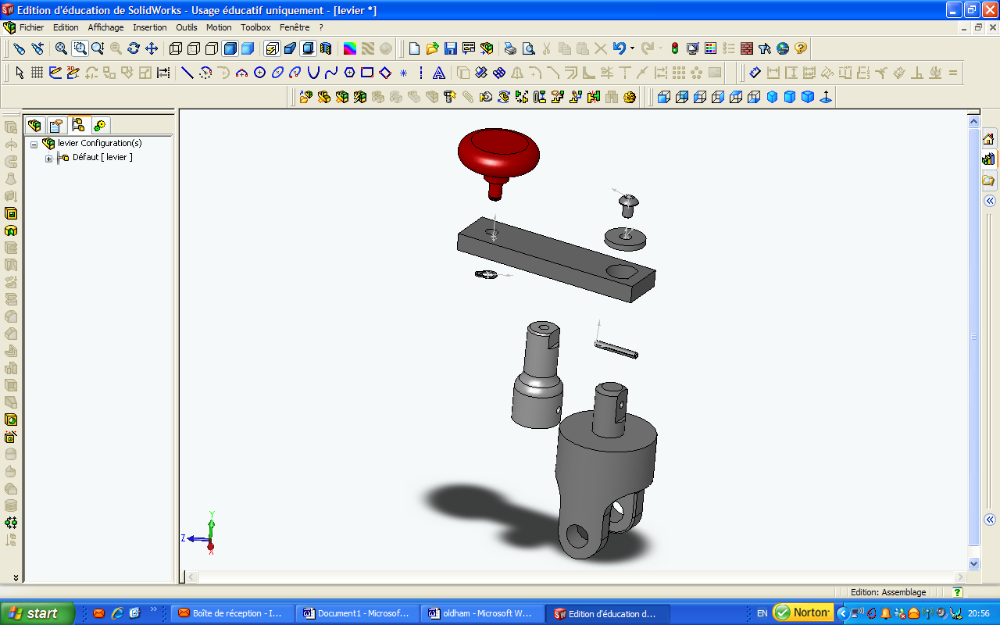 Edition d'éducation de SolidWorks - Usage éducatif uniquement - [levier *]
Fichier Edition Affichage Insertion Outils Motion Toolbox Fenêtre ?
levier Configuration(s)
Défaut [ levier ]
Y
Z
X
Edition: Assemblage
start
Boîte de réception - I...
Document1 - Microsof...
oldham - Microsoft W...
Edition d'éducation d...
EN
Norton
20:56